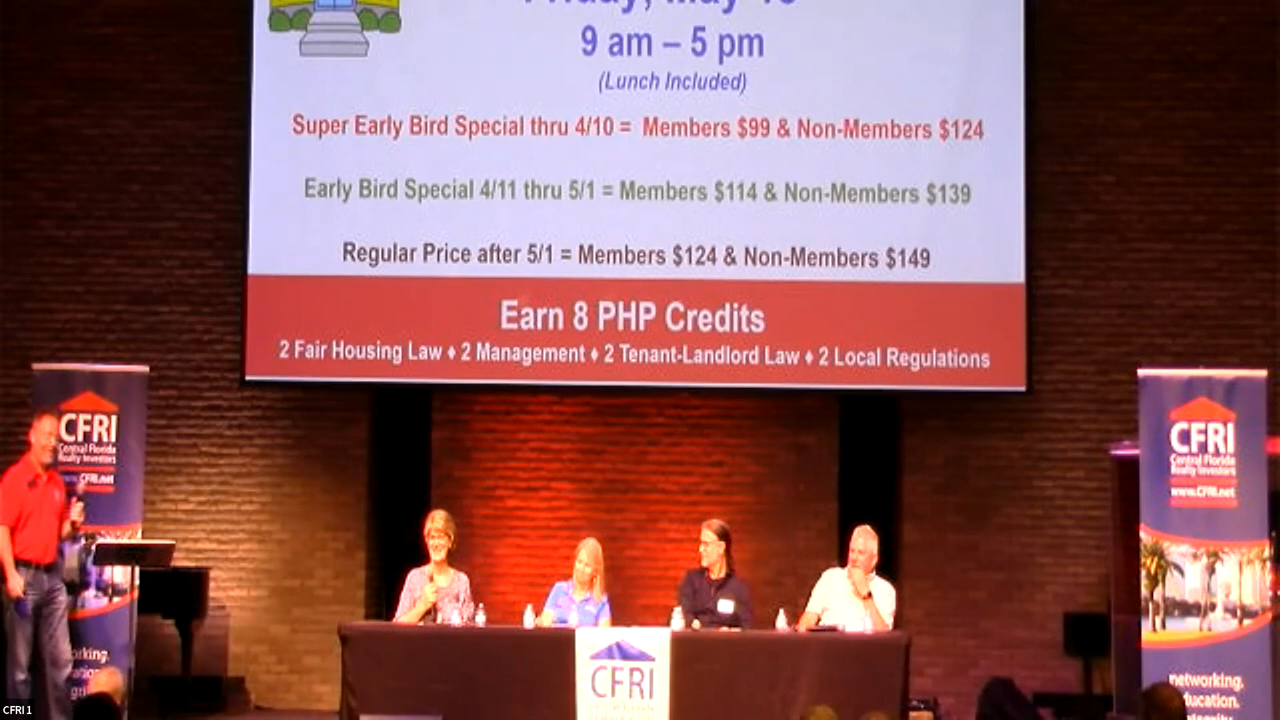 9 am – 5 pm
(Lunch Included)
Super Early Bird Special thru 4/10 = Members $99 & Non-Members $124
Early Bird Special 4/11 thru 5/1 = Members $114 & Non-Members $139
Regular Price after 5/1 = Members $124 & Non-Members $149
Earn 8 PHP Credits
2 Fair Housing Law ♦ 2 Management ♦ 2 Tenant-Landlord Law ♦ 2 Local Regulations
CFRI
Central Florida
Realty Investors
www.CFRI.net
CFRI
Central Florida
Realty Investors
www.CFRI.net
networking.
CFRI
CFRI 1